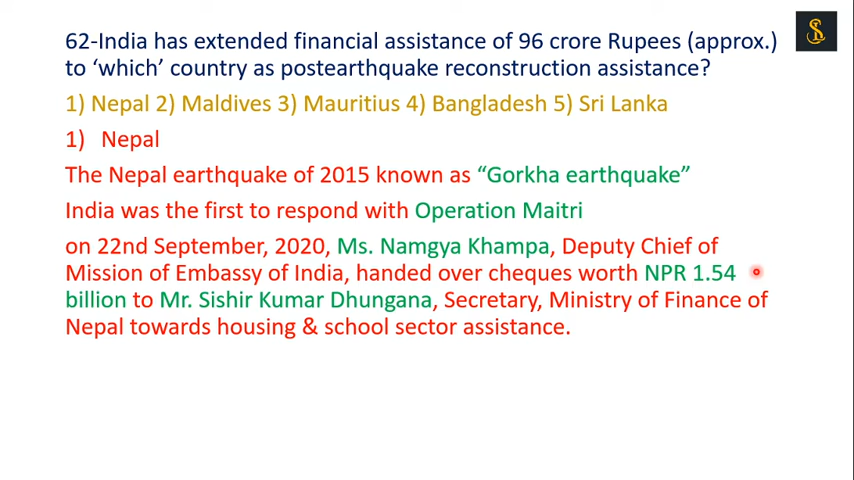 62-India has extended financial assistance of 96 crore Rupees (approx.)
to ‘which’ country as postearthquake reconstruction assistance?
1) Nepal 2) Maldives 3) Mauritius 4) Bangladesh 5) Sri Lanka
1) Nepal
The Nepal earthquake of 2015 known as “Gorkha earthquake”
India was the first to respond with Operation Maitri
on 22nd September, 2020, Ms. Namgya Khampa, Deputy Chief of
Mission of Embassy of India, handed over cheques worth NPR 1.54
billion to Mr. Sishir Kumar Dhungana, Secretary, Ministry of Finance of
Nepal towards housing & school sector assistance.